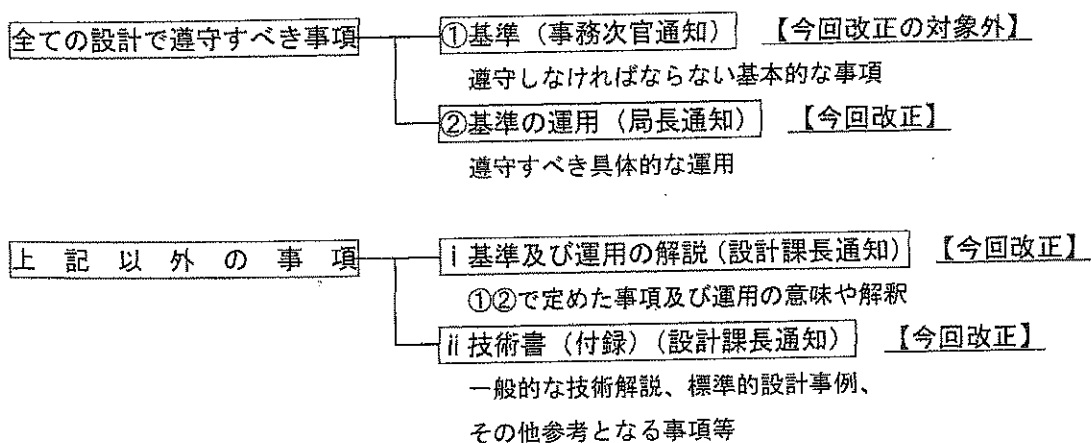 全ての設計で遵守すべき事項 ①基準（事務次官通知） 【今回改正の対象外】
遵守しなければならない基本的な事項
②基準の運用（局長通知） 【今回改正】
遵守すべき具体的な運用
上記以外の事項 ⅰ基準及び運用の解説（設計課長通知） 【今回改正】
①②で定めた事項及び運用の意味や解釈
ⅱ技術書（付録）（設計課長通知） 【今回改正】
一般的な技術解説、標準的設計事例、
その他参考となる事項等